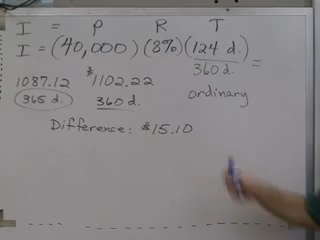 I = P R T
I = (40,000) (8%) (124 d. / 360 d.) =
1087.12 $1102.22
365 d. 360 d. ordinary
Difference: $15.10